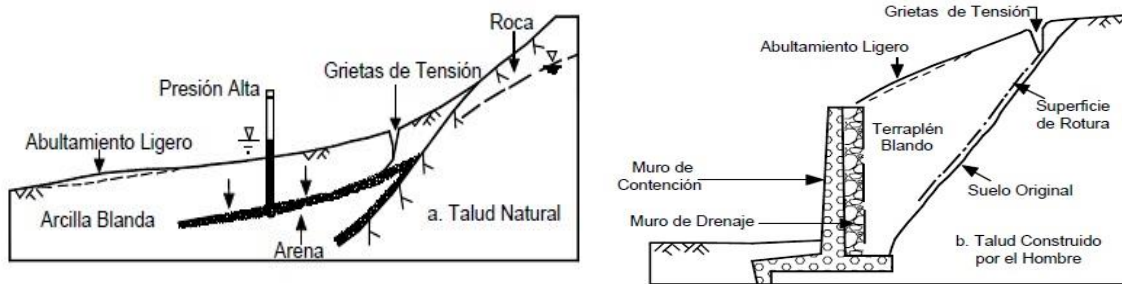 Roca
Grietas de Tensión
Presión Alta
Abultamiento Ligero
Arcilla Blanda
a. Talud Natural
Arena
Grietas de Tensión
Abultamiento Ligero
Superficie
de Rotura
Terraplén
Blando
Muro de
Contención
Suelo Original
Muro de Drenaje
b. Talud Construido
por el Hombre